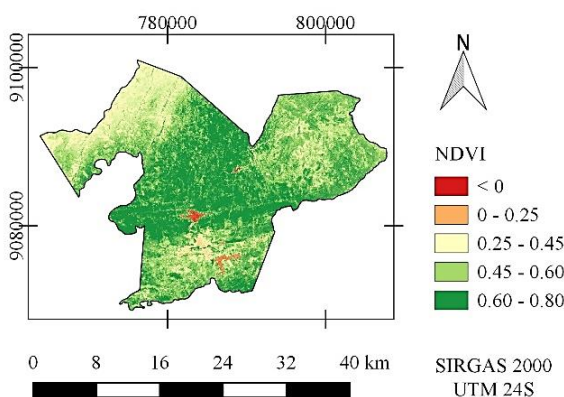 780000 800000
9100000
9080000
N
NDVI
< 0
0 - 0.25
0.25 - 0.45
0.45 - 0.60
0.60 - 0.80
0 8 16 24 32 40 km
SIRGAS 2000
UTM 24S